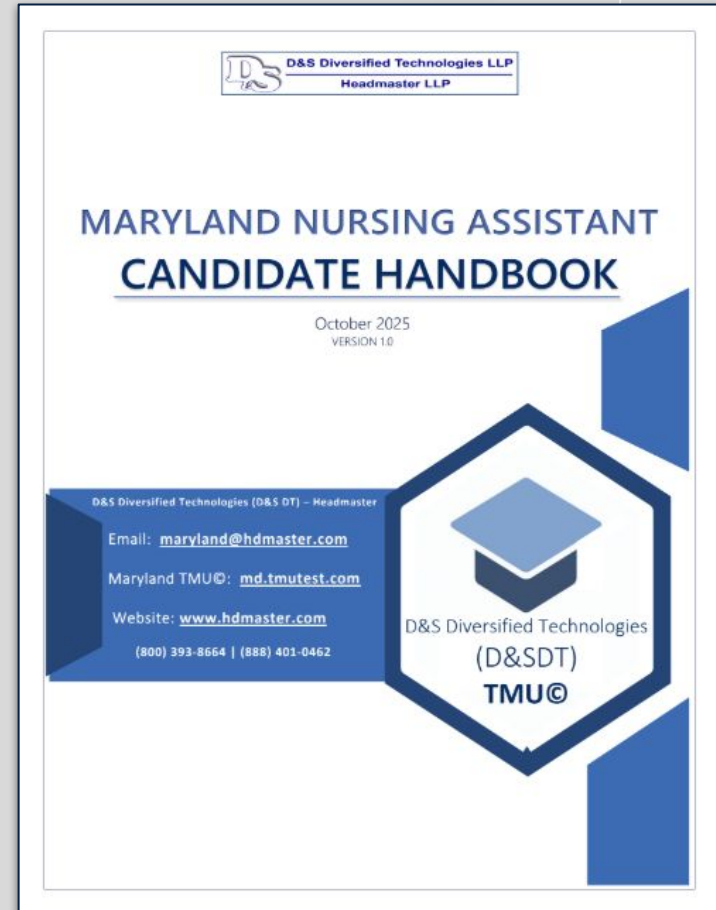 D&S Diversified Technologies LLP
Headmaster LLP
MARYLAND NURSING ASSISTANT
CANDIDATE HANDBOOK
October 2025
VERSION 1.0
D&S Diversified Technologies (D&S DT) – Headmaster
Email: maryland@hdmaster.com
Maryland TMU©: md.tmutest.com
Website: www.hdmaster.com
(800) 393-8664 | (888) 401-0462
D&S Diversified Technologies
(D&SDT)
TMU©